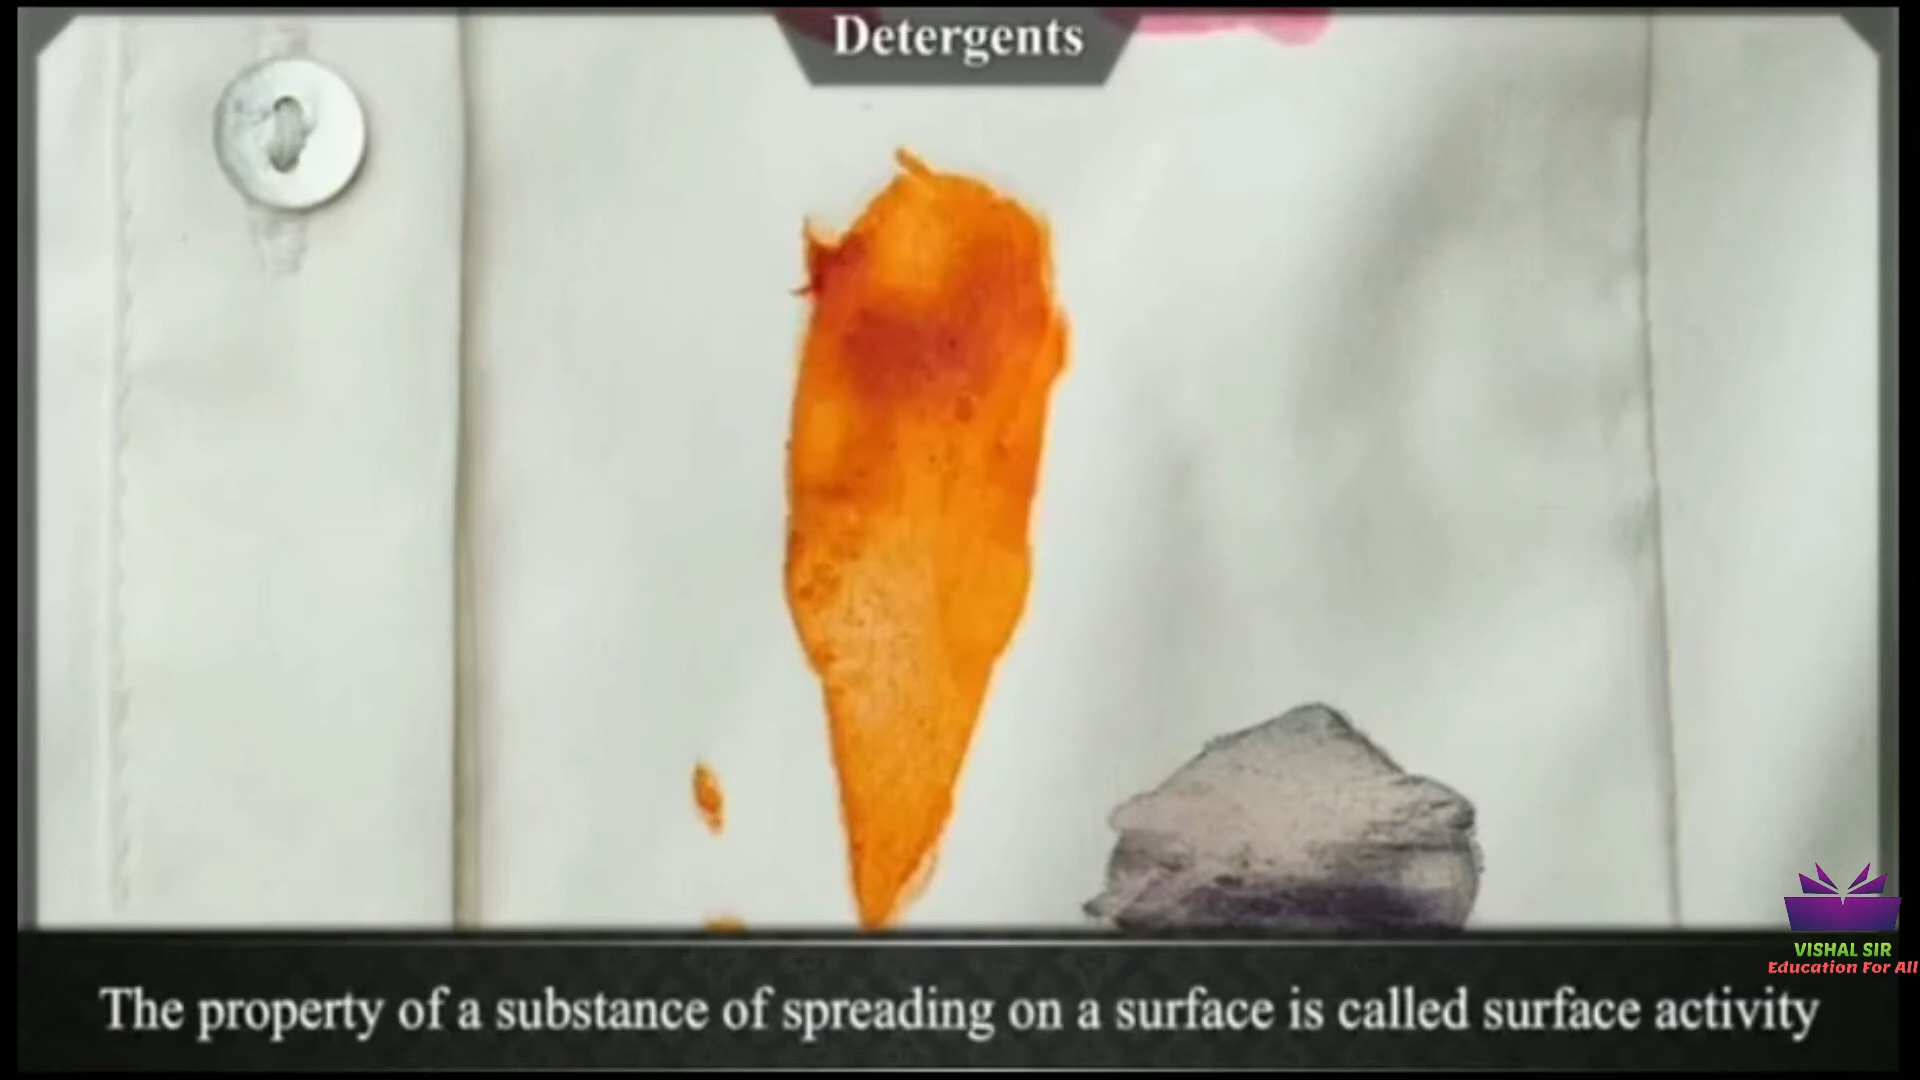 Detergents
VISHAL SIR
Education For All
The property of a substance of spreading on a surface is called surface activity